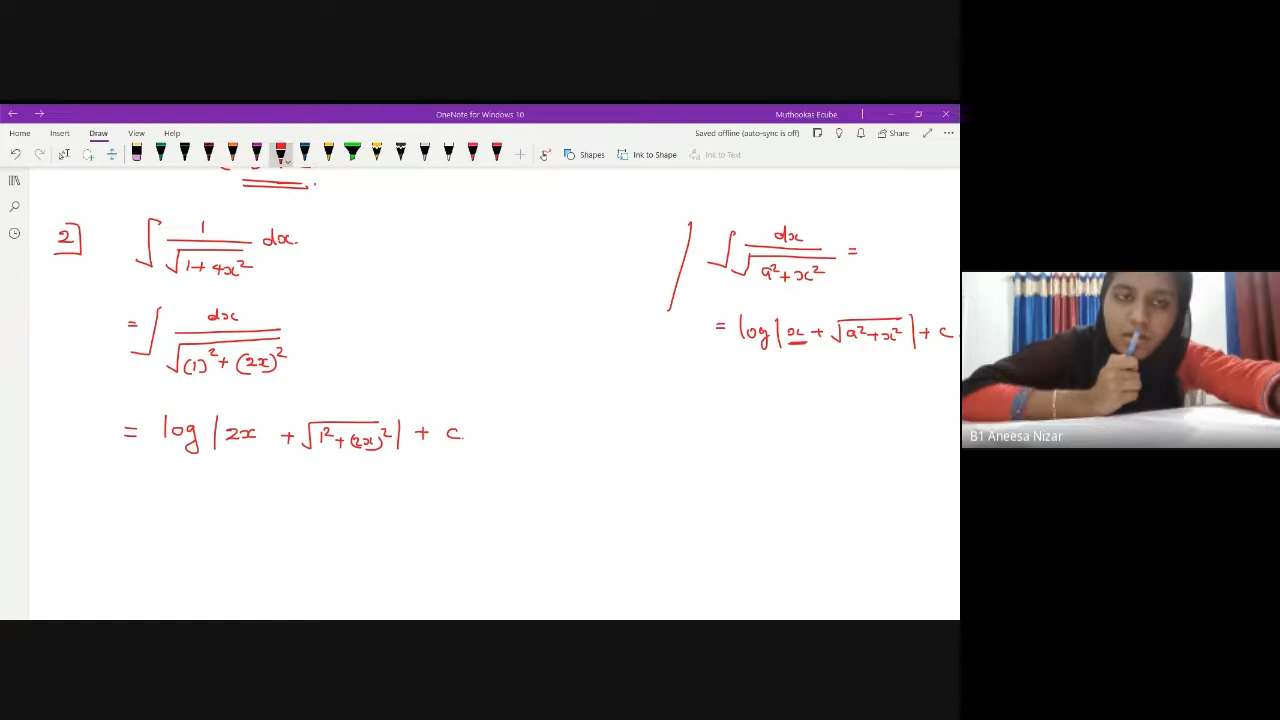 OneNote for Windows 10
Muthookas Ecube
Home Insert Draw View Help
Saved offline (auto-sync is off) Share
Shapes Ink to Shape Ink to Text
2 ∫ 1/√(1+4x²) dx.
= ∫ dx/√((1)²+(2x)²)
= log|2x + √(1²+(2x)²)| + c.
∫ dx/√(a²+x²) =
= log|x + √(a²+x²)| + c
B1 Aneesa Nizar